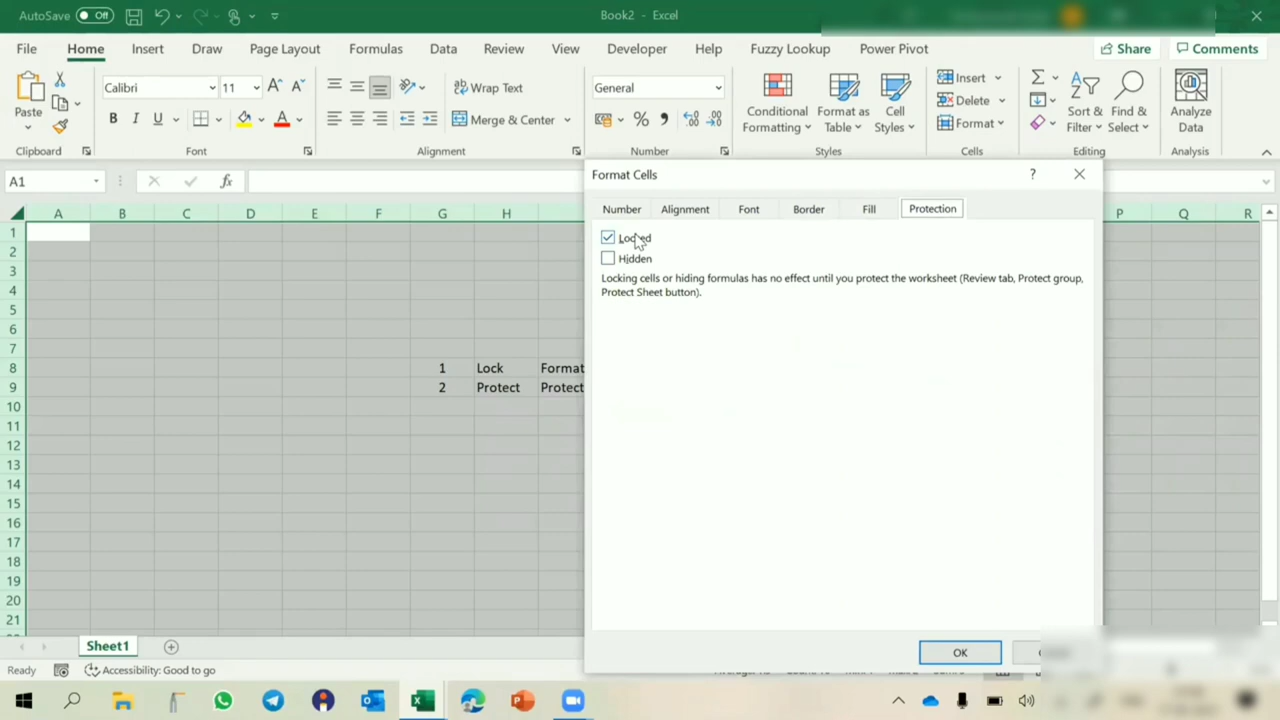 AutoSave Off Book2 - Excel
File Home Insert Draw Page Layout Formulas Data Review View Developer Help Fuzzy Lookup Power Pivot Share Comments
Paste
Clipboard
Calibri 11
B I U
Font
Wrap Text
Merge & Center
Alignment
General
%
Number
Conditional
Formatting
Format as
Table
Cell
Styles
Styles
Insert
Delete
Format
Cells
Sort &
Filter
Find &
Select
Editing
Analyze
Data
Analysis
A1 fx
Format Cells
Number Alignment Font Border Fill Protection
Locked
Hidden
Locking cells or hiding formulas has no effect until you protect the worksheet (Review tab, Protect group,
Protect Sheet button).
OK
A B C D E F G H P Q R
1
2
3
4
5
6
7
8 1 Lock Format
9 2 Protect Protect
10
11
12
13
14
15
16
17
18
19
20
21
Sheet1
Ready Accessibility: Good to go